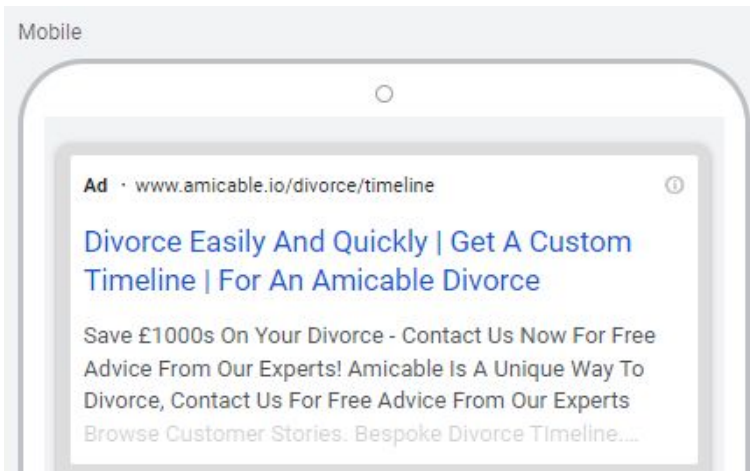 Mobile
Ad · www.amicable.io/divorce/timeline
Divorce Easily And Quickly | Get A Custom
Timeline | For An Amicable Divorce
Save £1000s On Your Divorce - Contact Us Now For Free
Advice From Our Experts! Amicable Is A Unique Way To
Divorce, Contact Us For Free Advice From Our Experts
Browse Customer Stories. Bespoke Divorce TImeline....